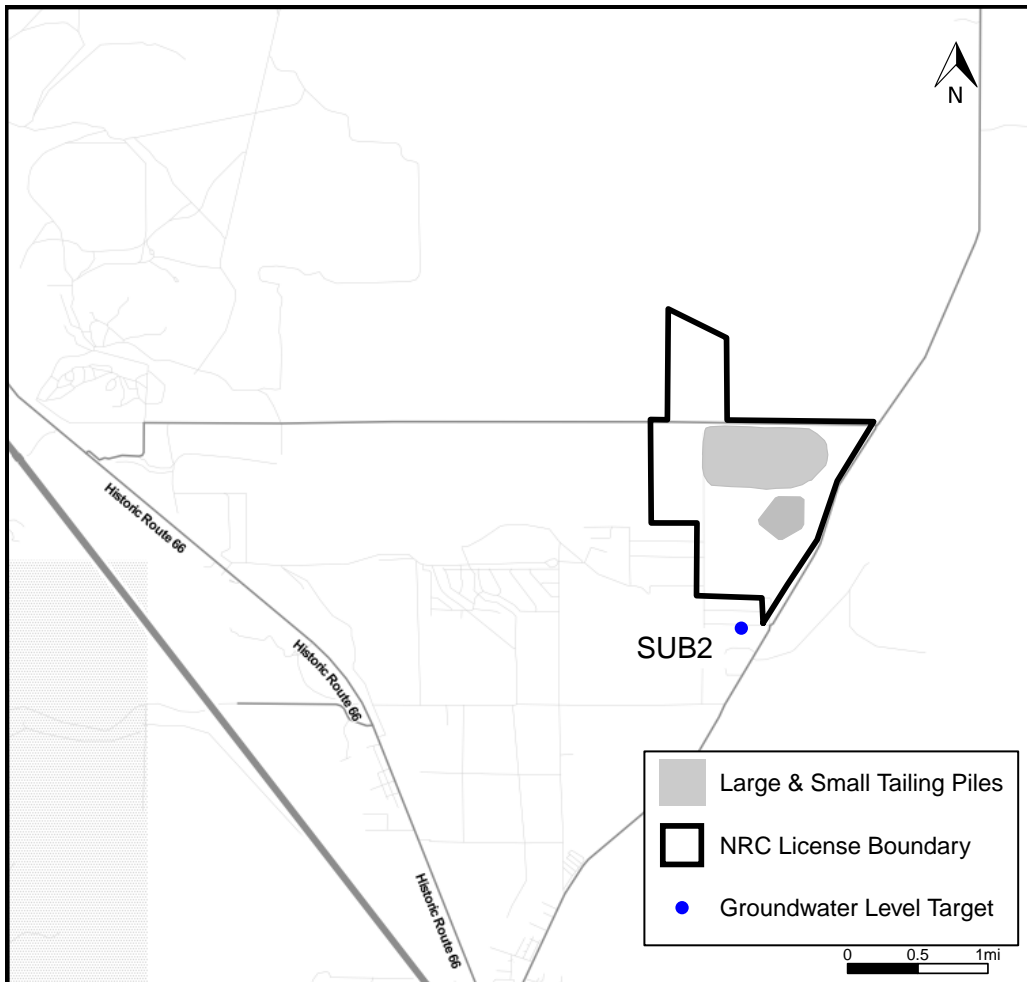 N
Historic Route 66
Historic Route 66
SUB2
Large & Small Tailing Piles
NRC License Boundary
Historic Route 66
Groundwater Level Target
0 0.5 1mi